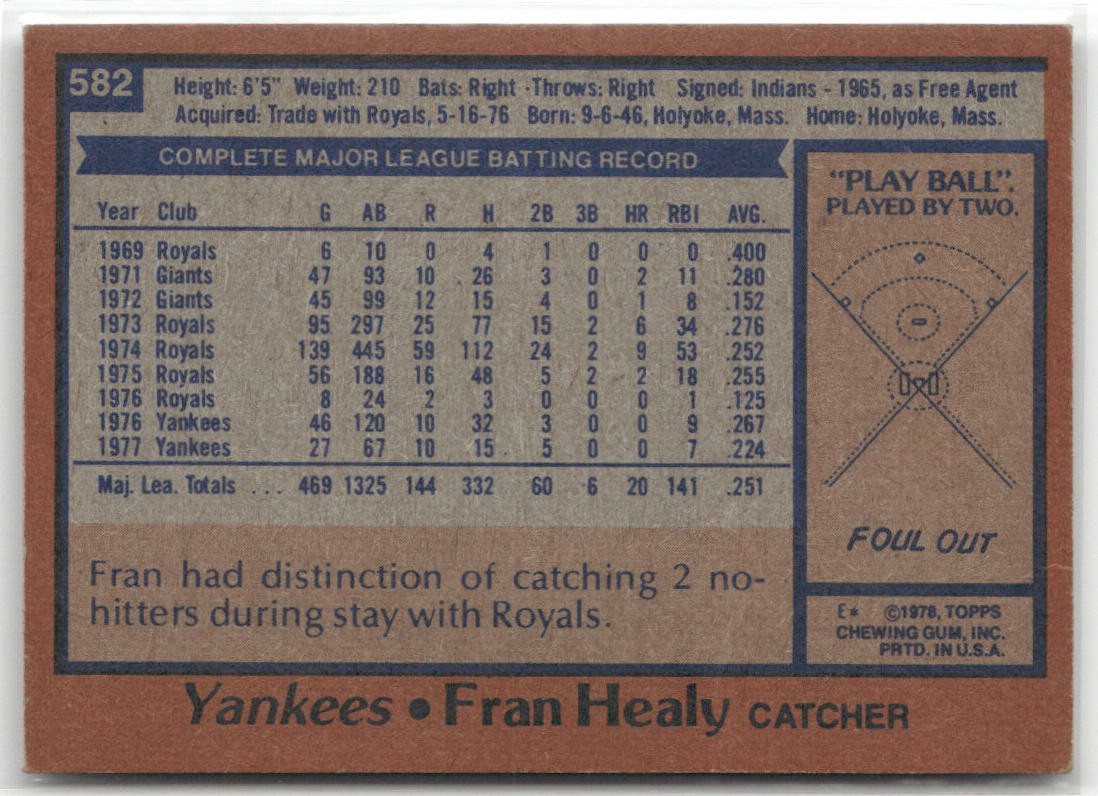 582
Height: 6'5" Weight: 210 Bats: Right ·Throws: Right Signed: Indians - 1965, as Free Agent
Acquired: Trade with Royals, 5-16-76 Born: 9-6-46, Holyoke, Mass. Home: Holyoke, Mass.
COMPLETE MAJOR LEAGUE BATTING RECORD
Year Club G AB R H 2B 3B HR RBI AVG.
1969 Royals 6 10 0 4 1 0 0 0 .400
1971 Giants 47 93 10 26 3 0 2 11 .280
1972 Giants 45 99 12 15 4 0 1 8 .152
1973 Royals 95 297 25 77 15 2 6 34 .276
1974 Royals 139 445 59 112 24 2 9 53 .252
1975 Royals 56 188 16 48 5 2 2 18 .255
1976 Royals 8 24 2 3 0 0 0 1 .125
1976 Yankees 46 120 10 32 3 0 0 9 .267
1977 Yankees 27 67 10 15 5 0 0 7 .224
Maj. Lea. Totals ... 469 1325 144 332 60 6 20 141 .251
Fran had distinction of catching 2 no-
hitters during stay with Royals.
"PLAY BALL".
PLAYED BY TWO.
FOUL OUT
E* ©1978, TOPPS
CHEWING GUM, INC.
PRTD. IN U.S.A.
Yankees • Fran Healy CATCHER